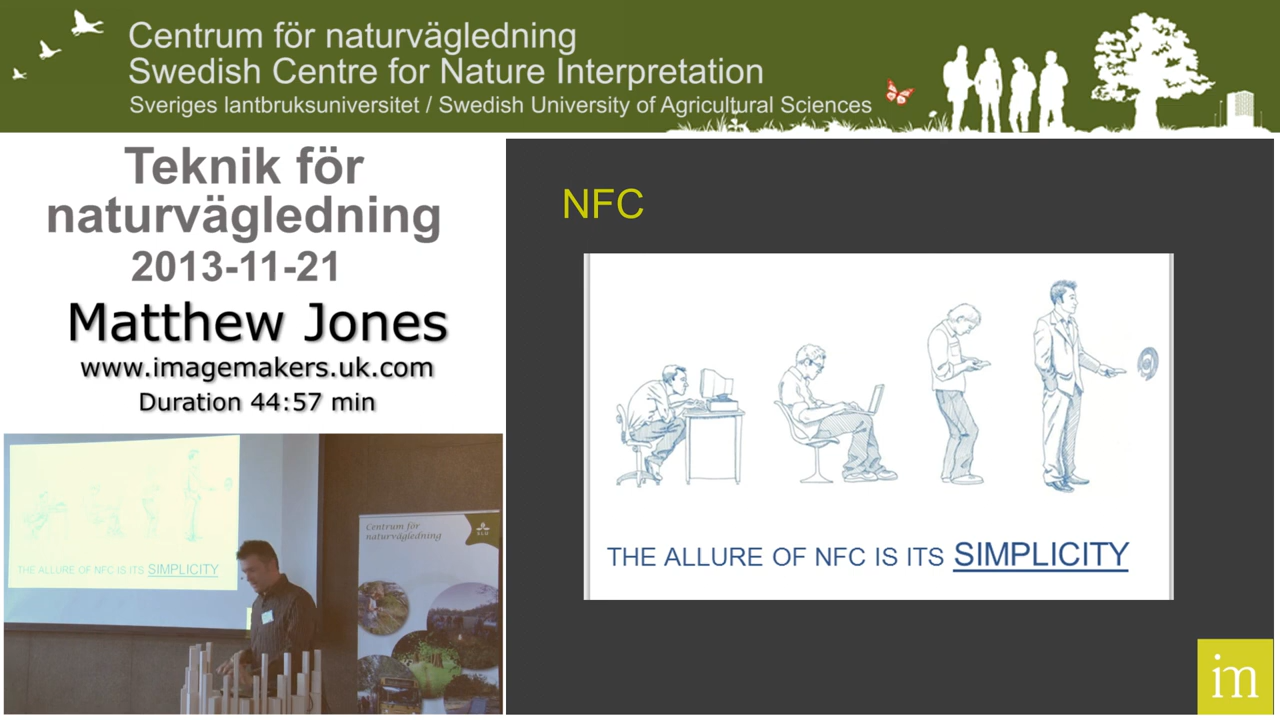 Centrum för naturvägledning
Swedish Centre for Nature Interpretation
Sveriges lantbruksuniversitet / Swedish University of Agricultural Sciences
Teknik för
naturvägledning
2013-11-21
Matthew Jones
www.imagemakers.uk.com
Duration 44:57 min
NFC
THE ALLURE OF NFC IS ITS SIMPLICITY
THE ALLURE OF NFC IS ITS SIMPLICITY
Centrum för
naturvägledning
SLU
im